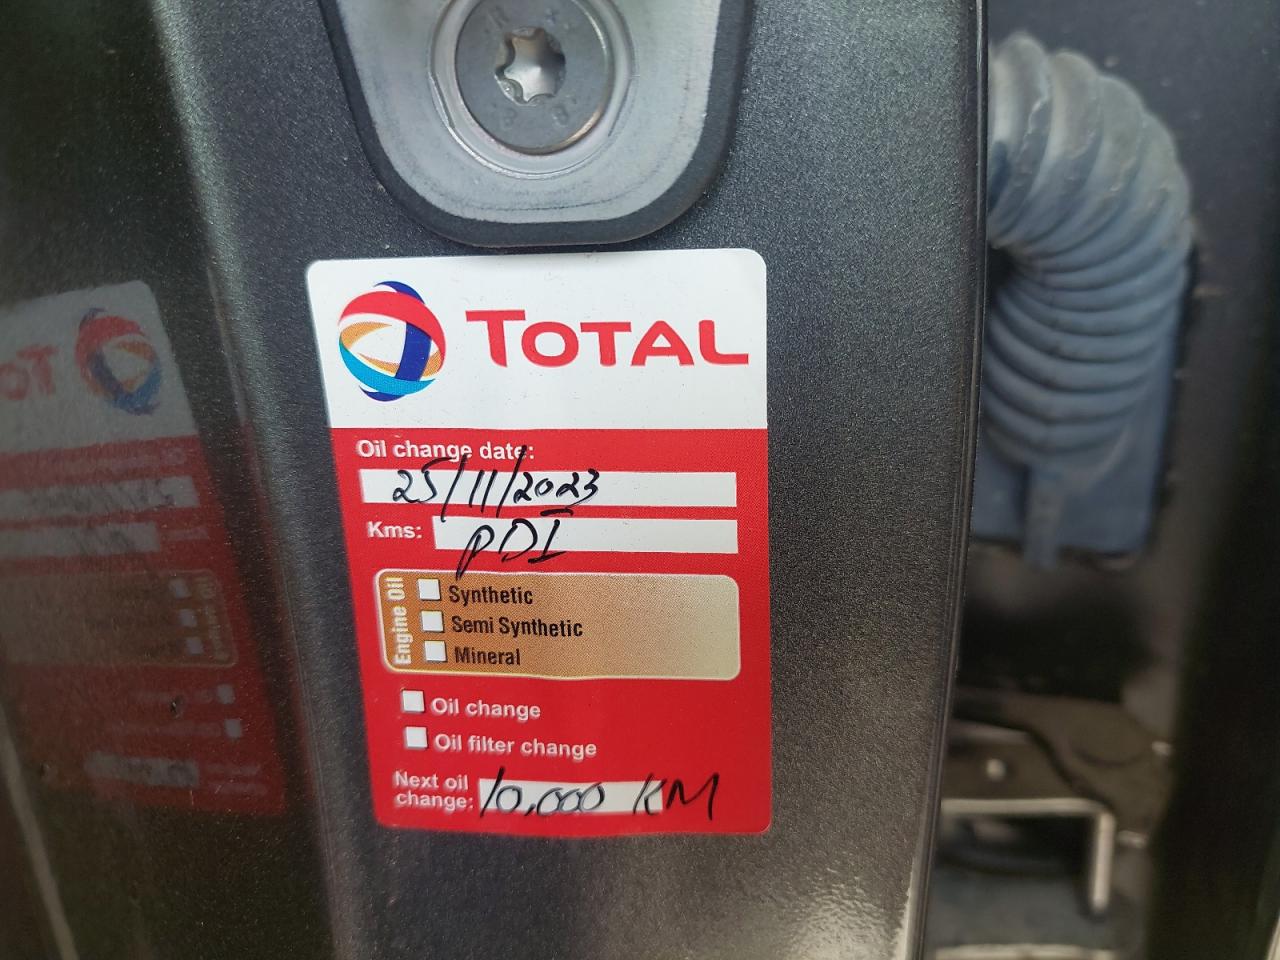 TOTAL
Oil change date:
25/11/2023
Kms: PDI
Engine Oil
Synthetic
Semi Synthetic
Mineral
Oil change
Oil filter change
Next oil
change: 10,000 KM